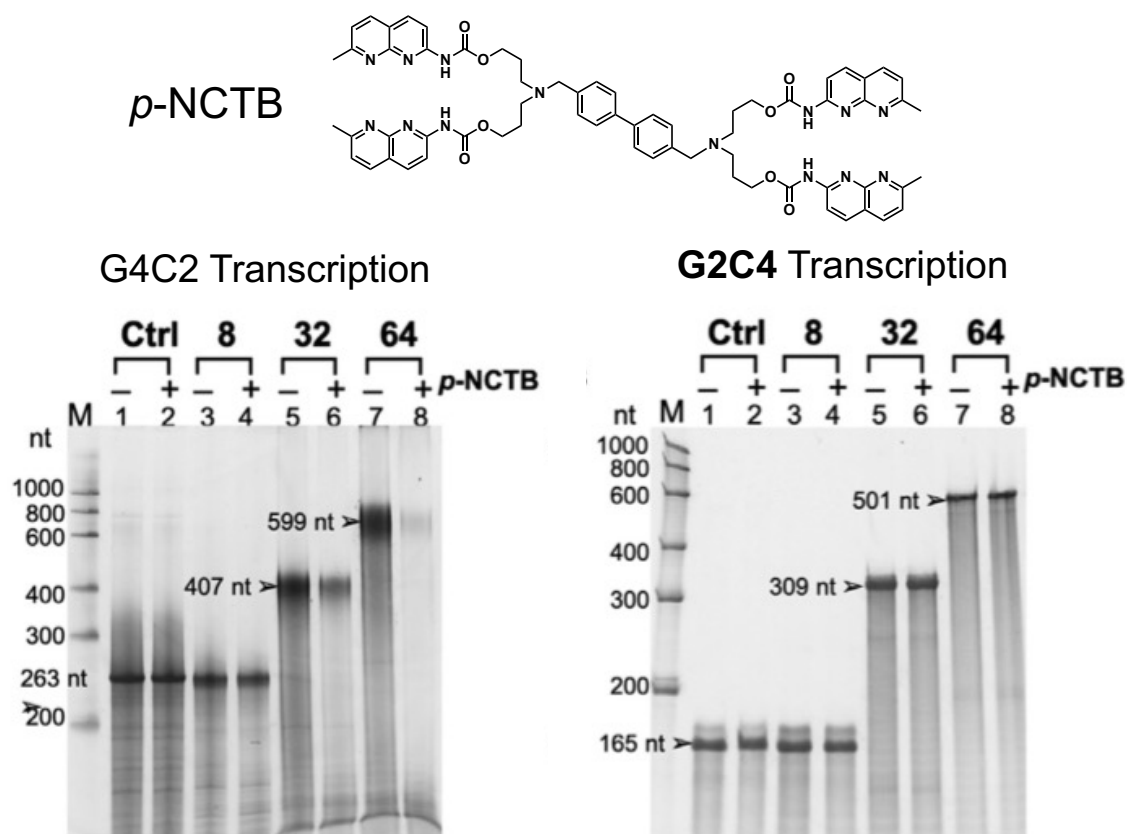 p-NCTB
N N N O O
H
N N N O O
H
N
N
O O N N N
H
O O N N N
H
G4C2 Transcription
Ctrl 8 32 64
– + – + – + – + p-NCTB
M 1 2 3 4 5 6 7 8
nt
1000
800
600
400
300
263 nt
200
599 nt
407 nt
G2C4 Transcription
Ctrl 8 32 64
– + – + – + – + p-NCTB
nt M 1 2 3 4 5 6 7 8
1000
800
600
400
300
200
165 nt
501 nt
309 nt